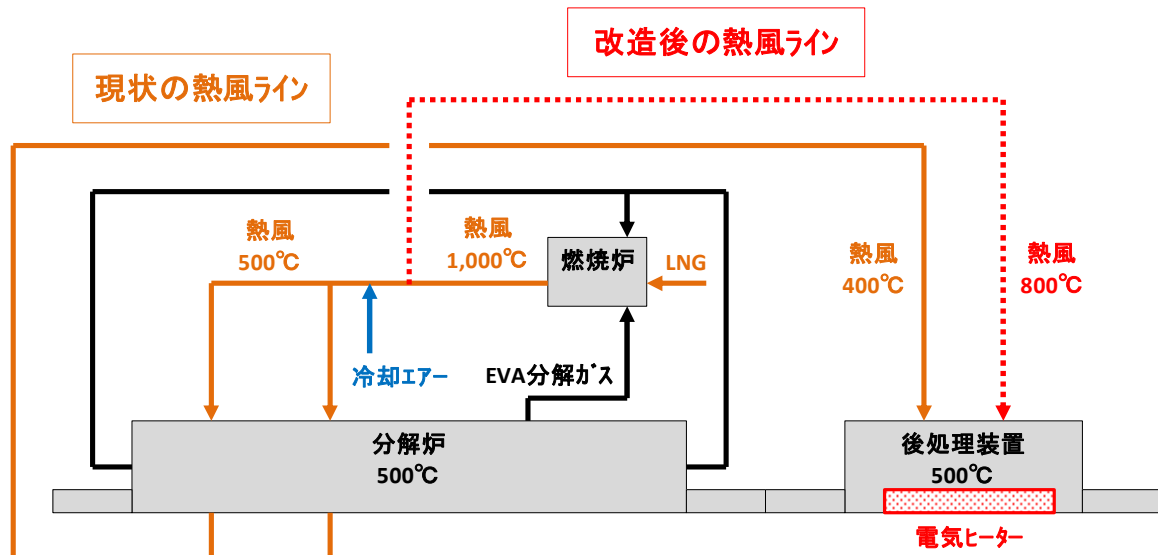 改造後の熱風ライン
現状の熱風ライン
熱風
500℃
熱風
1,000℃
燃焼炉
LNG
熱風
400℃
熱風
800℃
冷却ｴｱｰ
EVA分解ｶﾞｽ
分解炉
500℃
後処理装置
500℃
電気ﾋｰﾀｰ